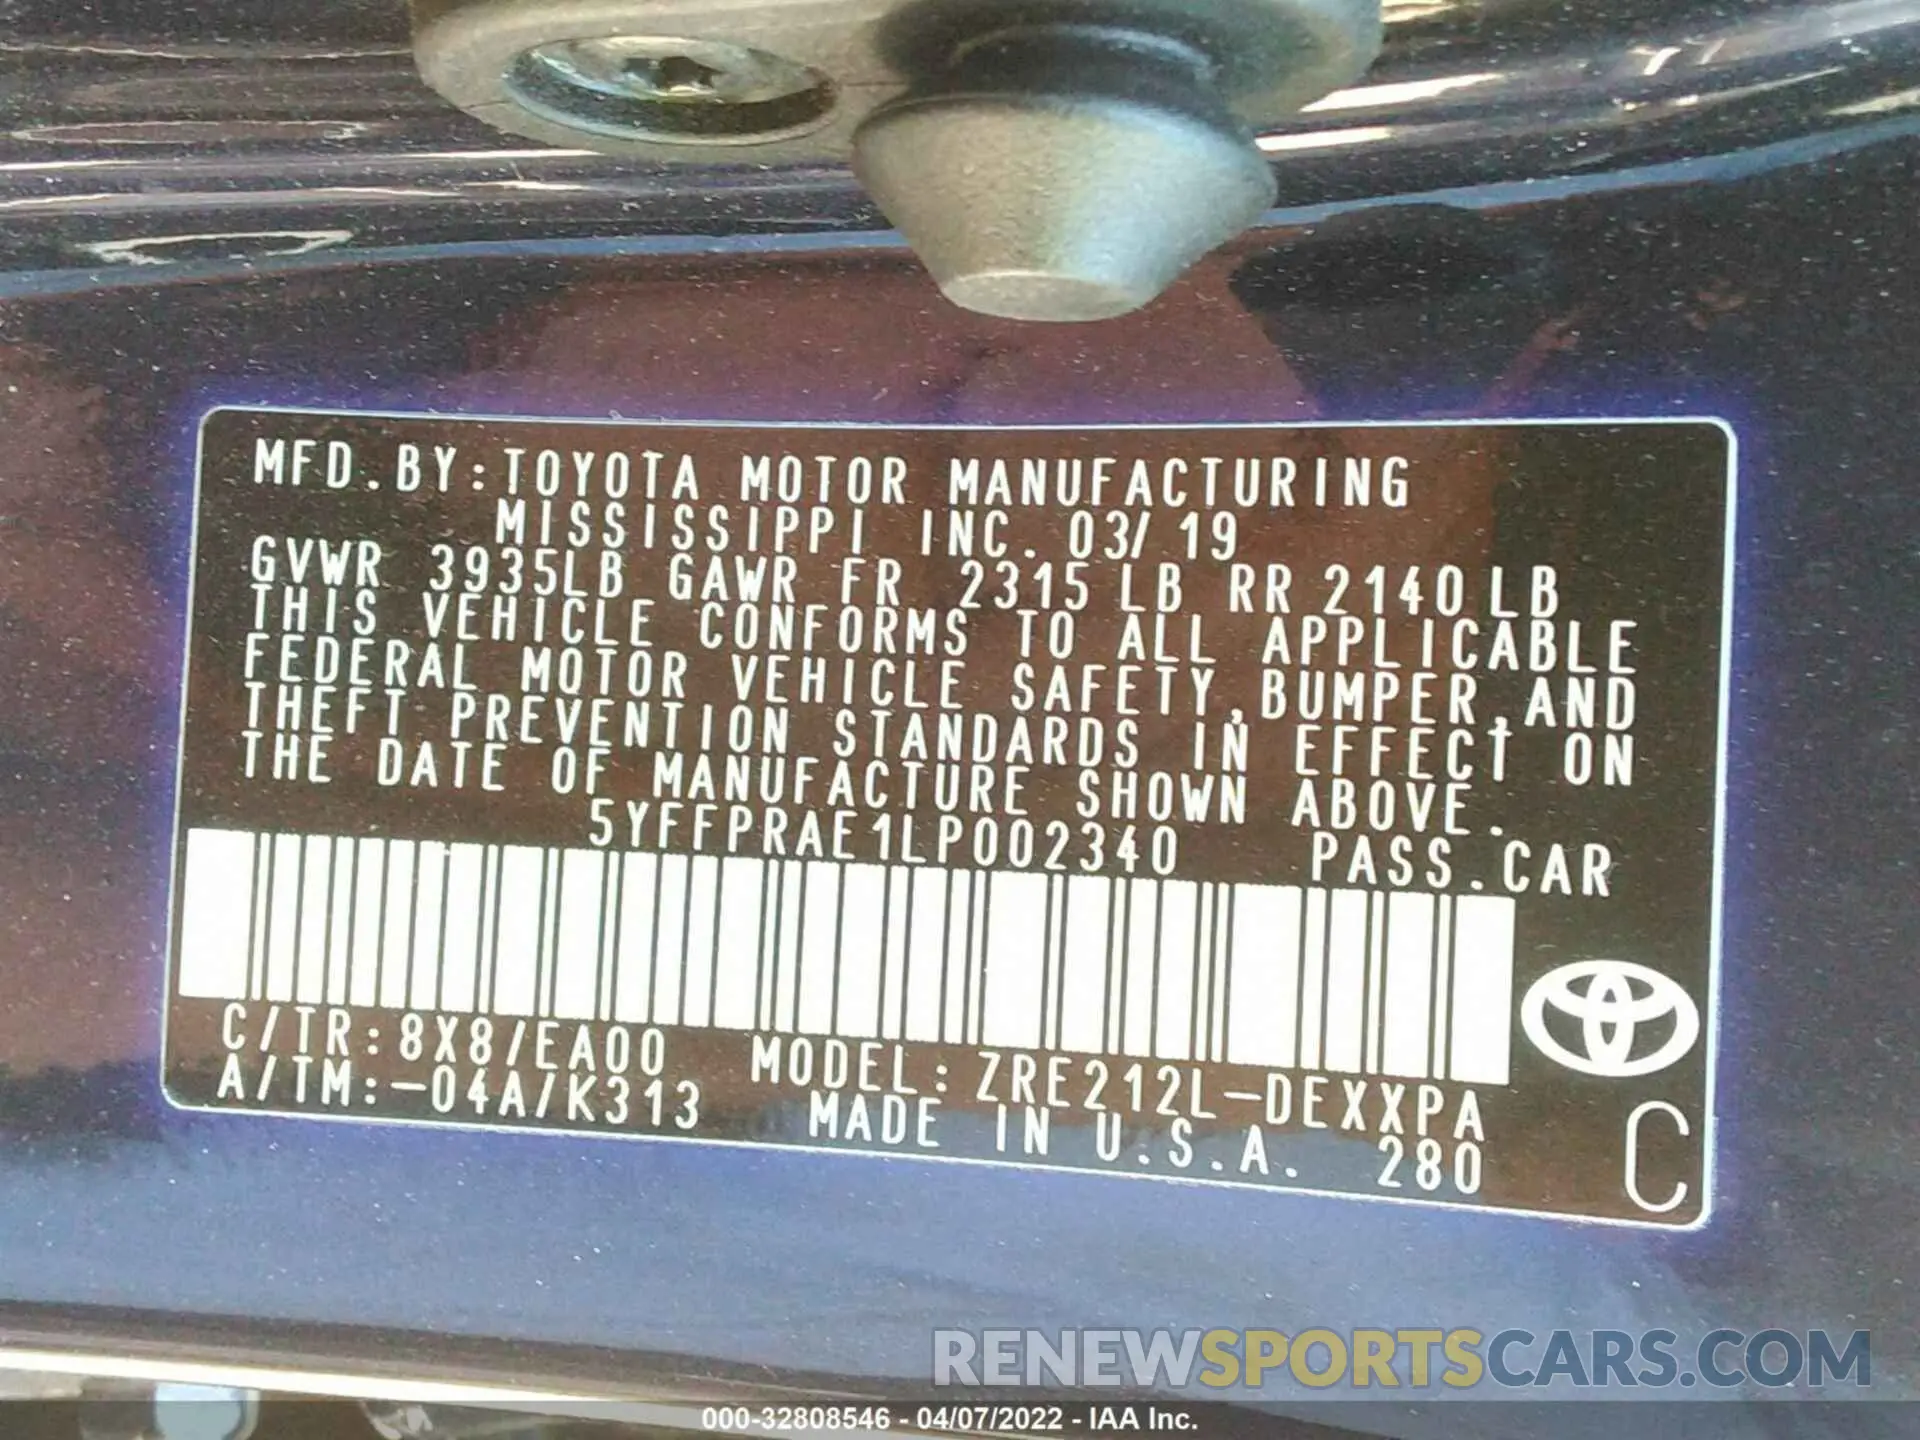 MFD.BY:TOYOTA MOTOR MANUFACTURING
MISSISSIPPI INC. 03/19
GVWR 3935LB GAWR FR 2315LB RR 2140LB
THIS VEHICLE CONFORMS TO ALL APPLICABLE
FEDERAL MOTOR VEHICLE SAFETY,BUMPER,AND
THEFT PREVENTION STANDARDS IN EFFECT ON
THE DATE OF MANUFACTURE SHOWN ABOVE.
5YFFPRAE1LP002340 PASS.CAR
C/TR:8X8/EA00 MODEL:ZRE212L-DEXXPA
A/TM:-04A/K313 MADE IN U.S.A. 280
C
RENEWSPORTSCARS.COM
000-32808546 - 04/07/2022 - IAA Inc.